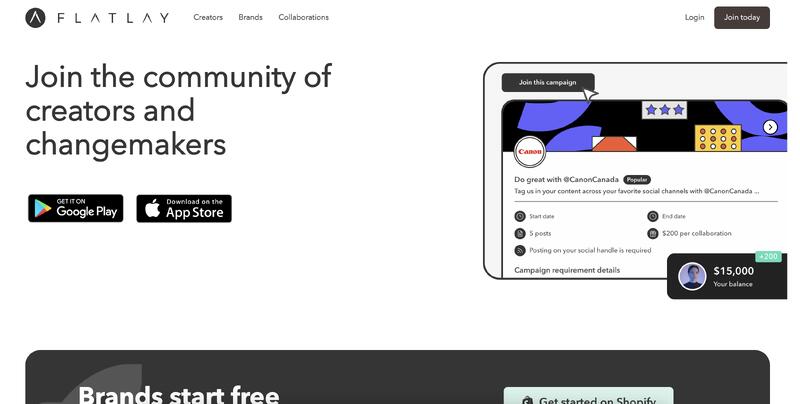 FLATLAY
Creators
Brands
Collaborations
Login
Join today
Join the community of
creators and
changemakers
GET IT ON
Google Play
Download on the
App Store
Join this campaign
Canon
Do great with @CanonCanada
Popular
Tag us in your content across your favorite social channels with @CanonCanada ...
Start date
End date
5 posts
$200 per collaboration
Posting on your social handle is required
Campaign requirement details
+200
$15,000
Your balance
Brands start free
Get started on Shopify